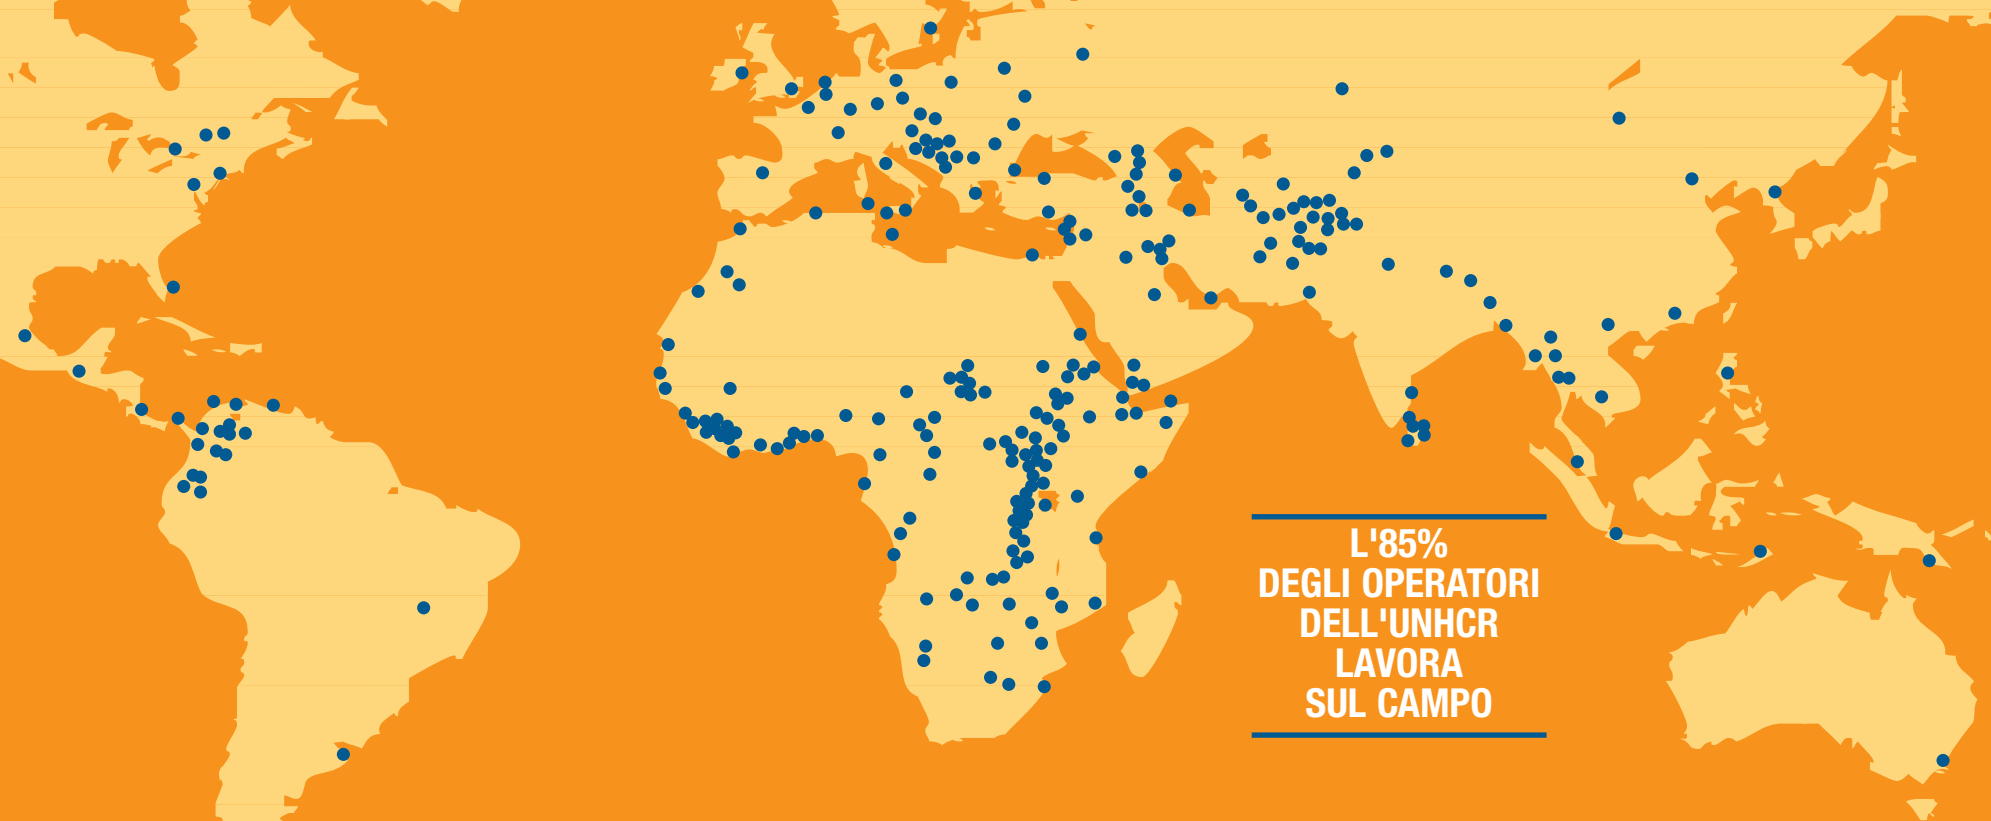 L'85%
DEGLI OPERATORI
DELL'UNHCR
LAVORA
SUL CAMPO